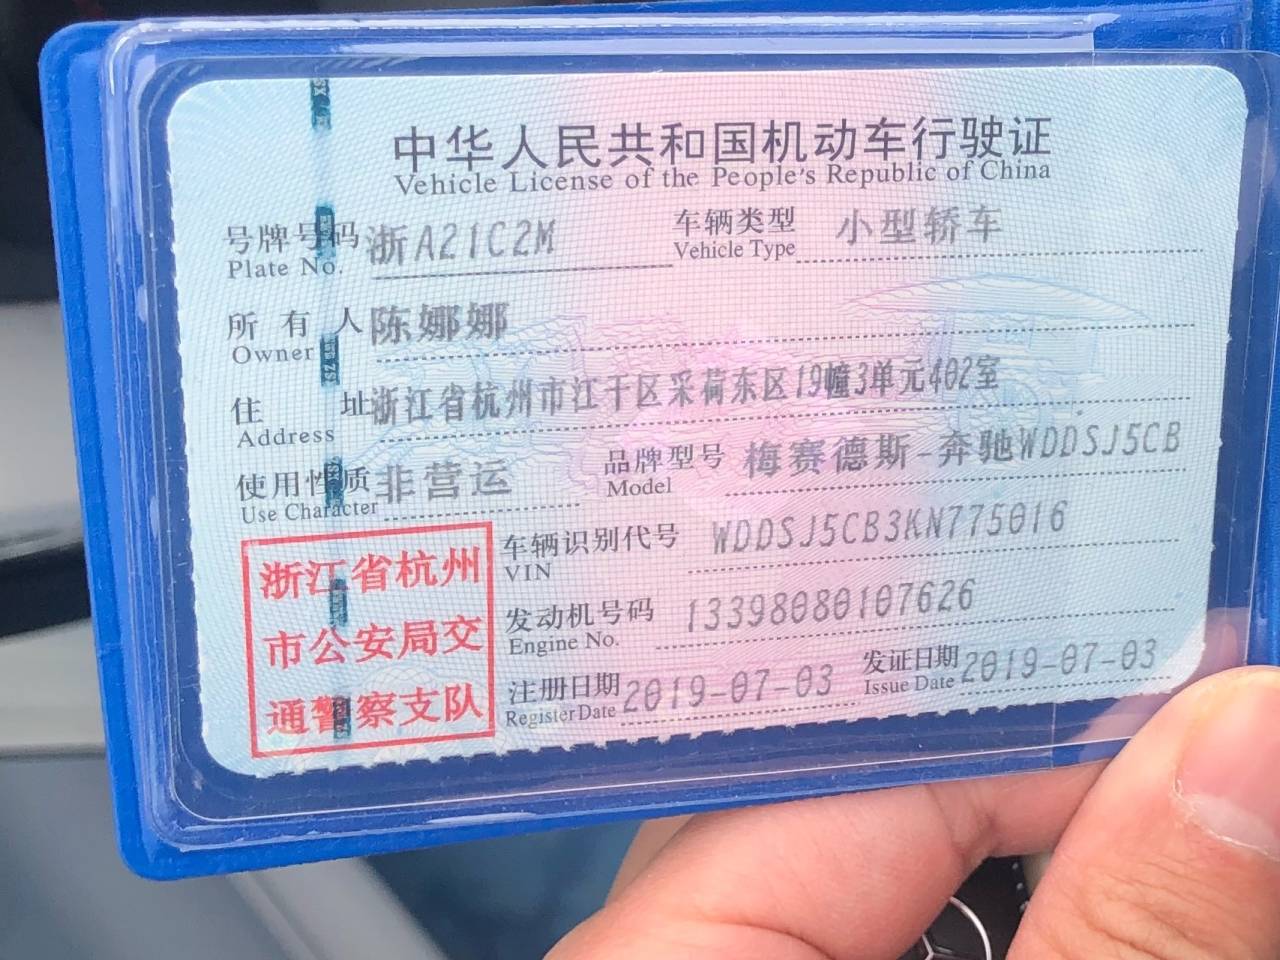 中华人民共和国机动车行驶证
Vehicle License of the People's Republic of China
号牌号码 浙A21C2M 车辆类型 小型轿车
Plate No. Vehicle Type
所有人 陈娜娜
Owner
住址 浙江省杭州市江干区采荷东区19幢3单元402室
Address
使用性质 非营运 品牌型号 梅赛德斯-奔驰WDDSJ5CB
Use Character Model
车辆识别代号 WDDSJ5CB3KN775016
VIN
发动机号码 13398080107626
Engine No.
注册日期 2019-07-03 发证日期 2019-07-03
Register Date Issue Date
浙江省杭州
市公安局交
通警察支队